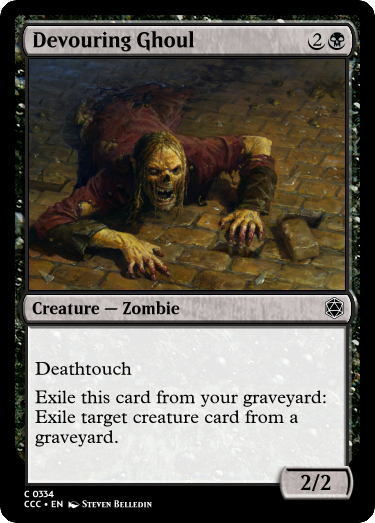 Devouring Ghoul 2
Creature — Zombie
Deathtouch
Exile this card from your graveyard:
Exile target creature card from a
graveyard.
2/2
C 0334
CCC • EN Steven Belledin